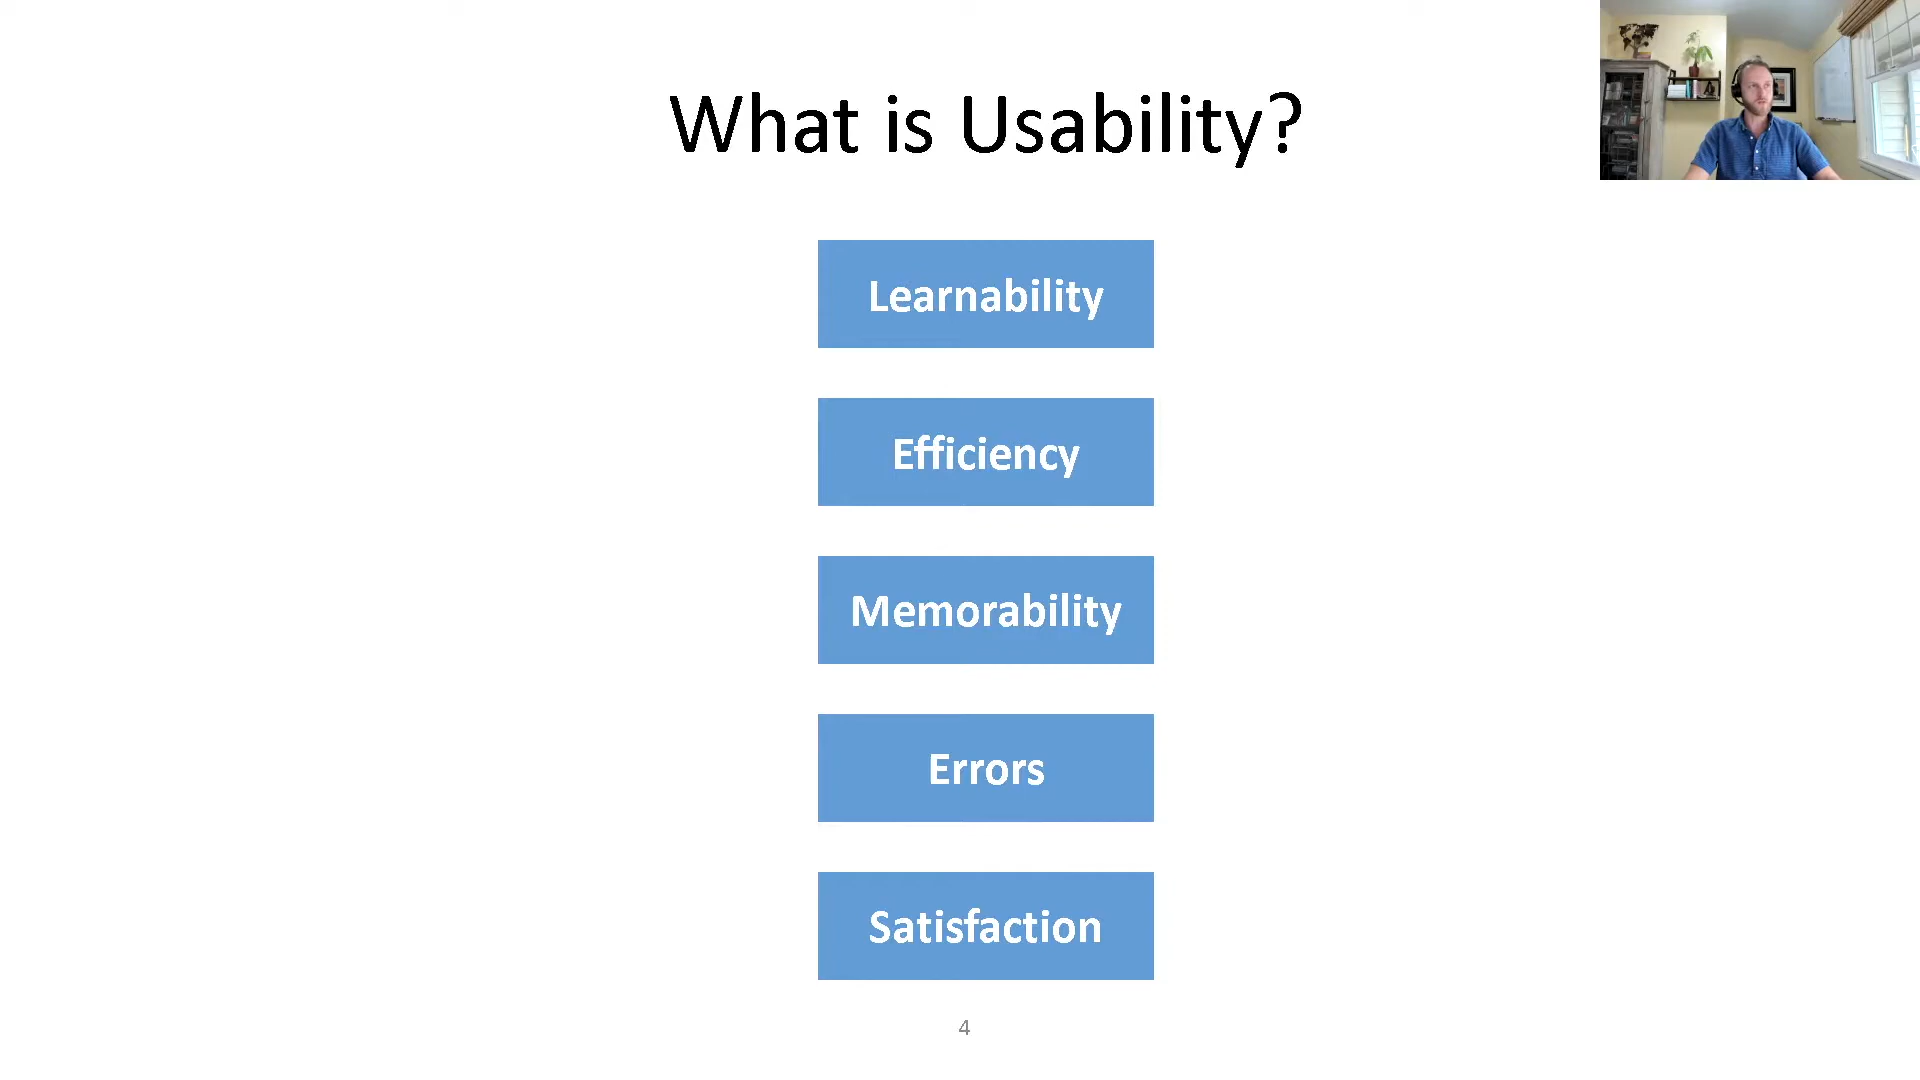 What is Usability?
Learnability
Efficiency
Memorability
Errors
Satisfaction
4